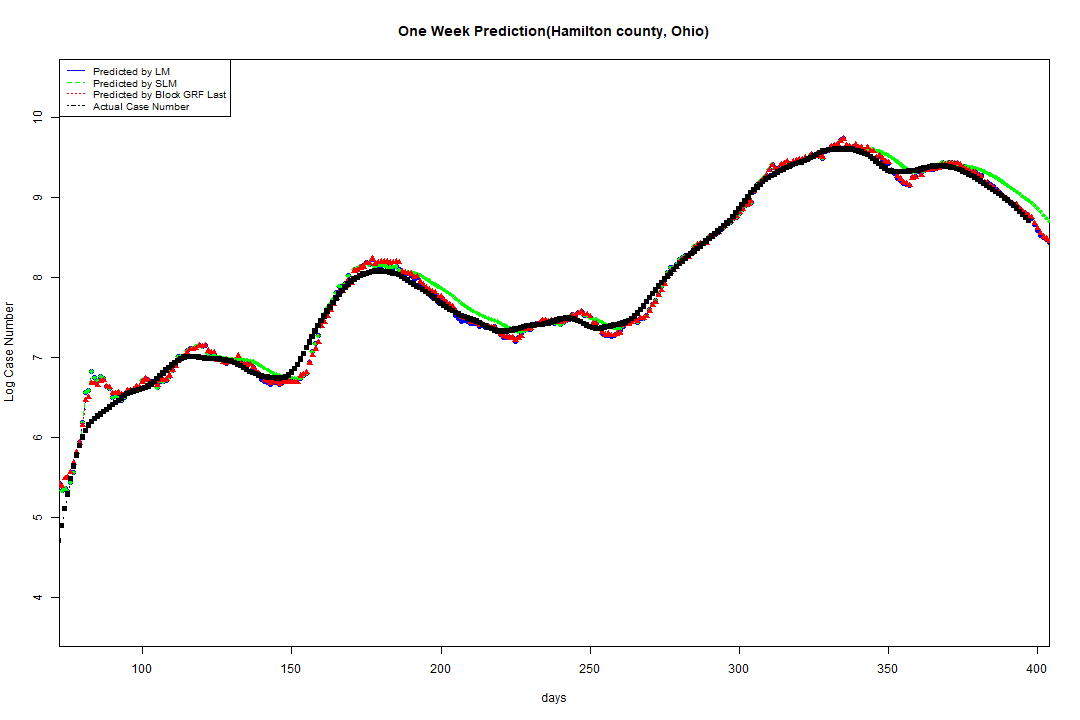 One Week Prediction(Hamilton county, Ohio)
Predicted by LM
Predicted by SLM
Predicted by Block GRF Last
Actual Case Number
10
9
8
7
6
5
4
Log Case Number
100 150 200 250 300 350 400
days